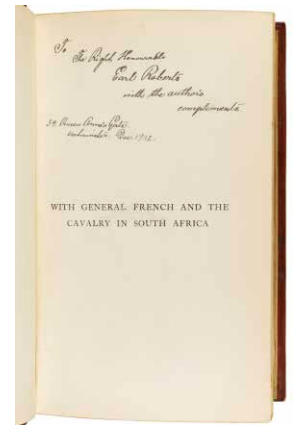 To
The Right Honourable
Earl Roberts
with the author's
compliments
34 Queen Anne's Gate.
Westminster. Dec. 1902.
WITH GENERAL FRENCH AND THE
CAVALRY IN SOUTH AFRICA